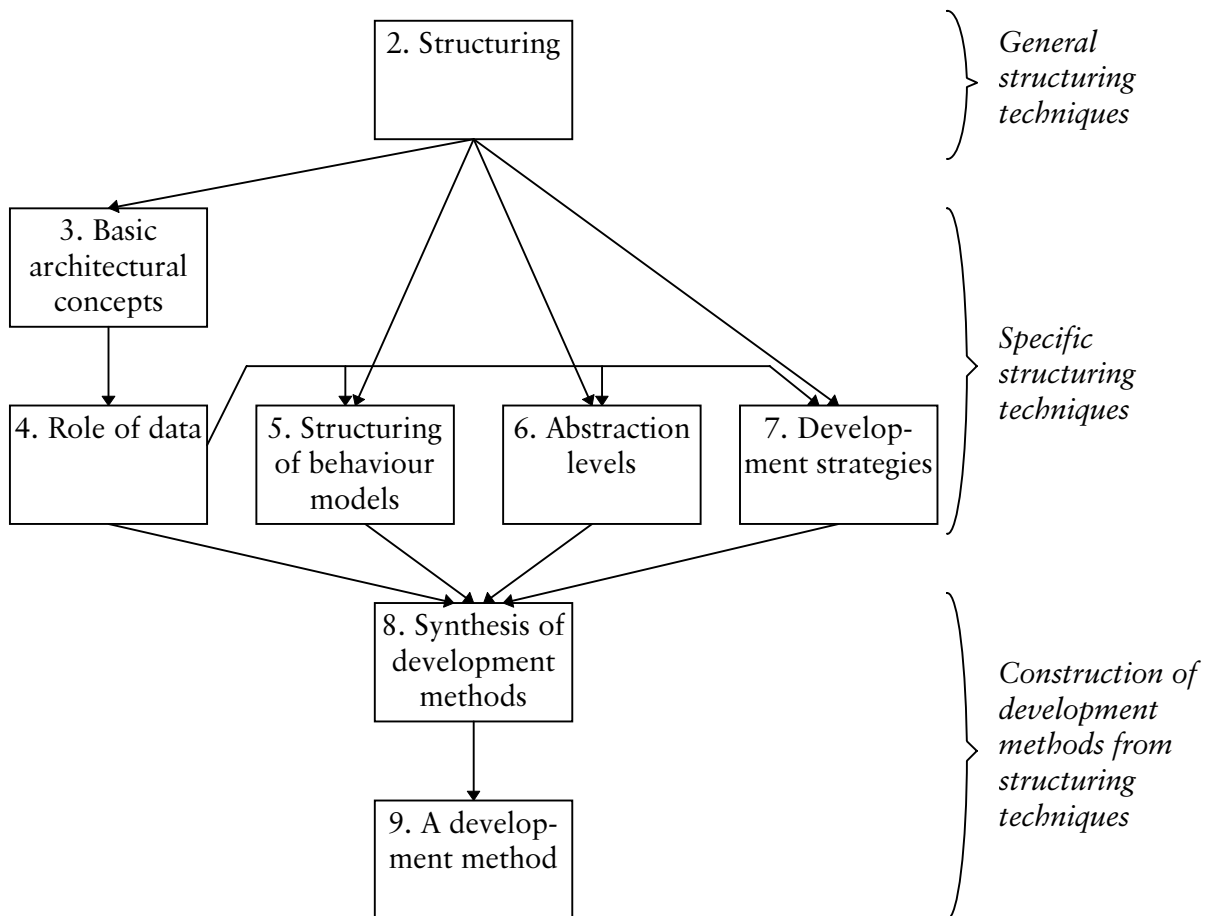 2. Structuring
General
structuring
techniques
3. Basic
architectural
concepts
Specific
structuring
techniques
4. Role of data
5. Structuring
of behaviour
models
6. Abstraction
levels
7. Develop-
ment strategies
8. Synthesis of
development
methods
Construction of
development
methods from
structuring
techniques
9. A develop-
ment method